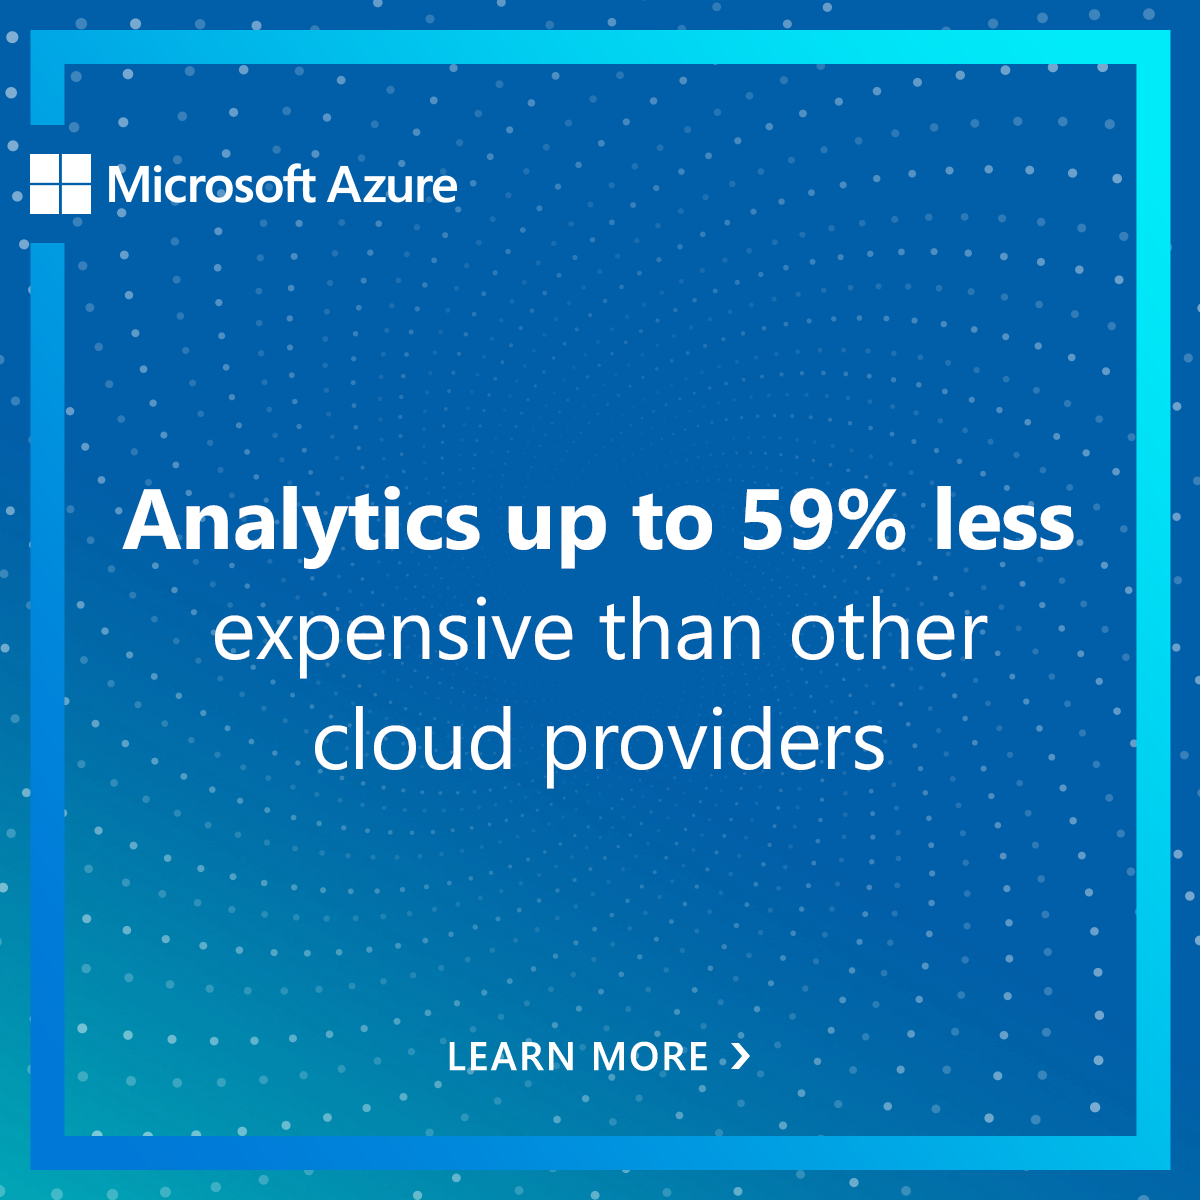 Microsoft Azure
Analytics up to 59% less
expensive than other
cloud providers
LEARN MORE